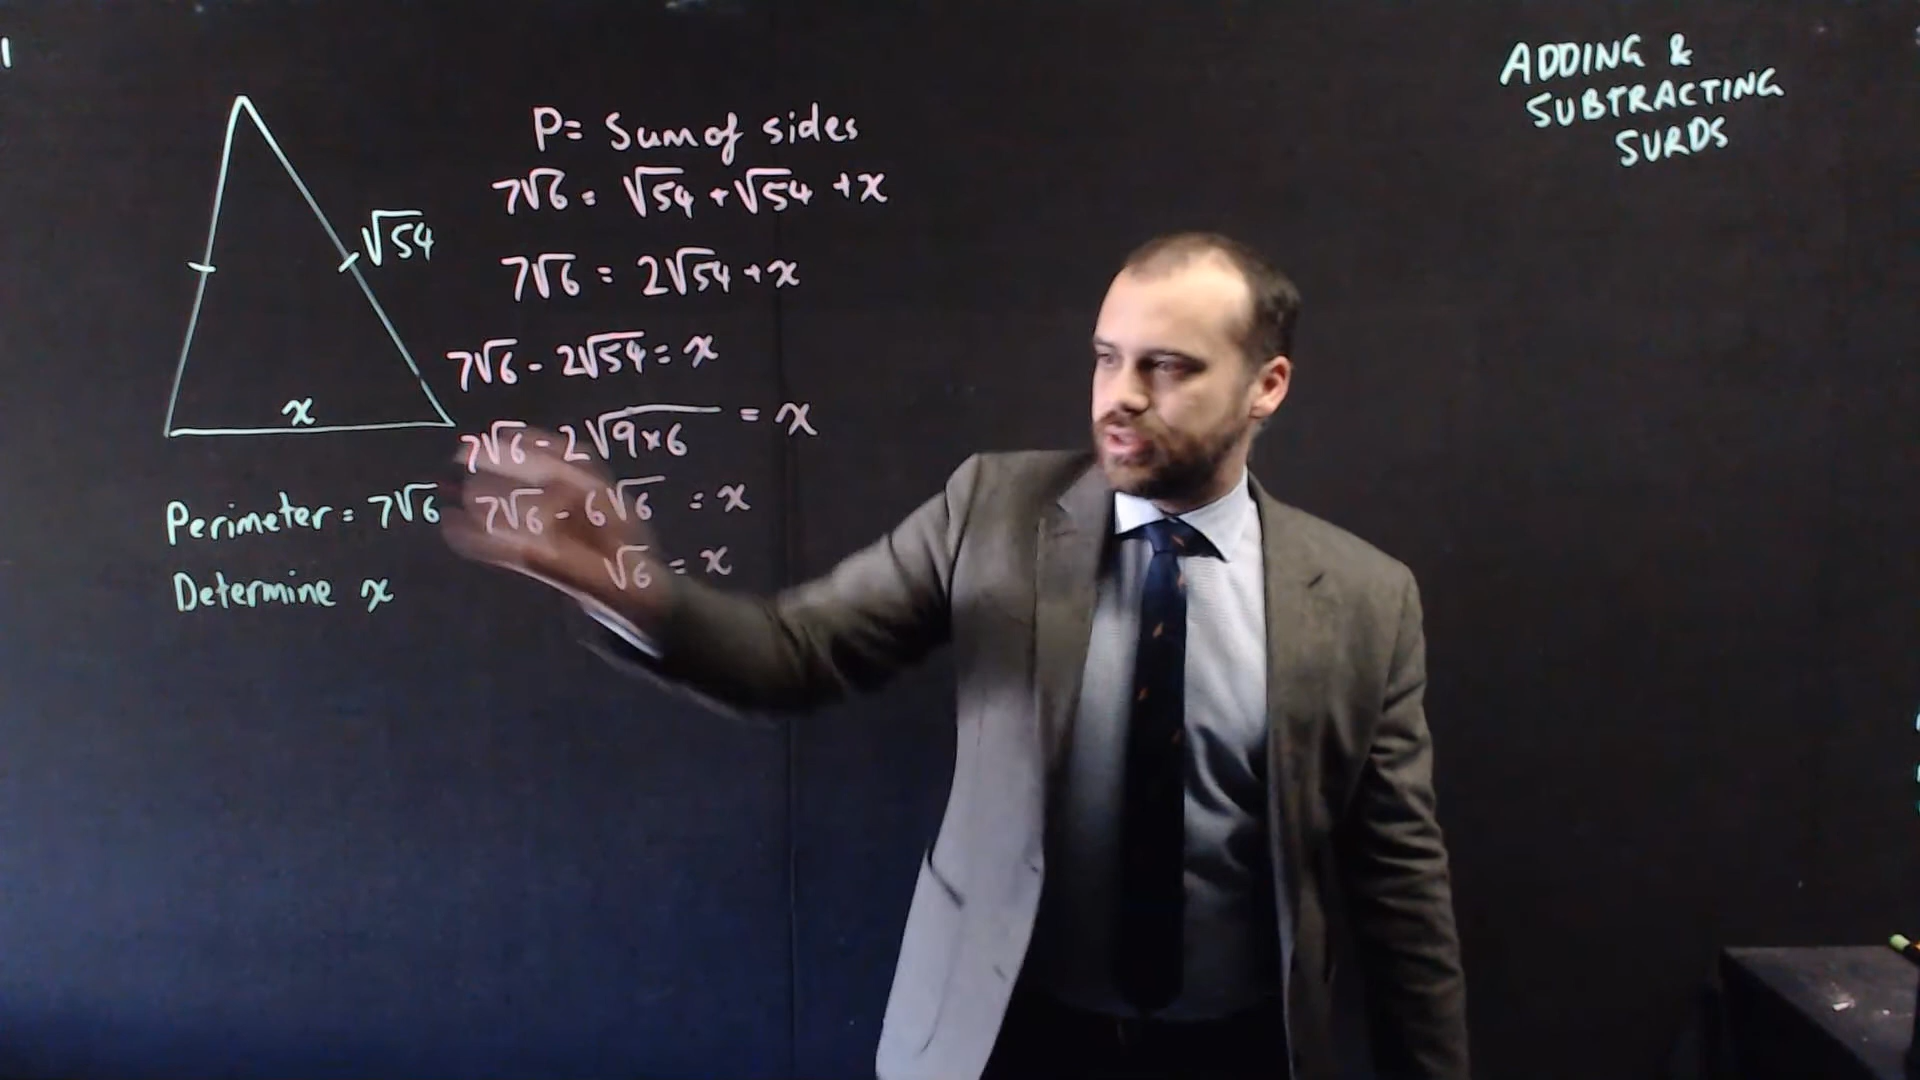 1
ADDING &
SUBTRACTING
SURDS
√54
x
Perimeter = 7√6
Determine x
P = Sum of sides
7√6 = √54 + √54 + x
7√6 = 2√54 + x
7√6 - 2√54 = x
7√6 - 2√9×6 = x
7√6 - 6√6 = x
√6 = x